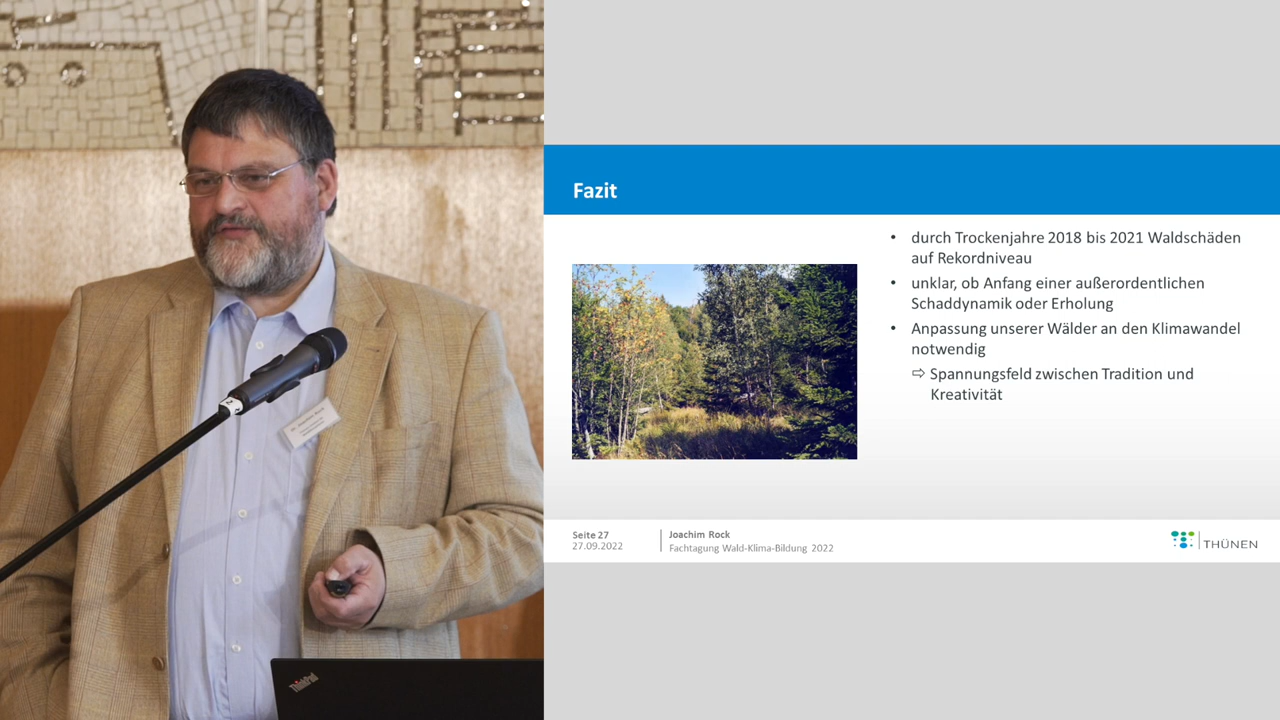 Fazit
• durch Trockenjahre 2018 bis 2021 Waldschäden
auf Rekordniveau
• unklar, ob Anfang einer außerordentlichen
Schaddynamik oder Erholung
• Anpassung unserer Wälder an den Klimawandel
notwendig
⇨ Spannungsfeld zwischen Tradition und
Kreativität
Seite 27
27.09.2022
Joachim Rock
Fachtagung Wald-Klima-Bildung 2022
THÜNEN
ThinkPad